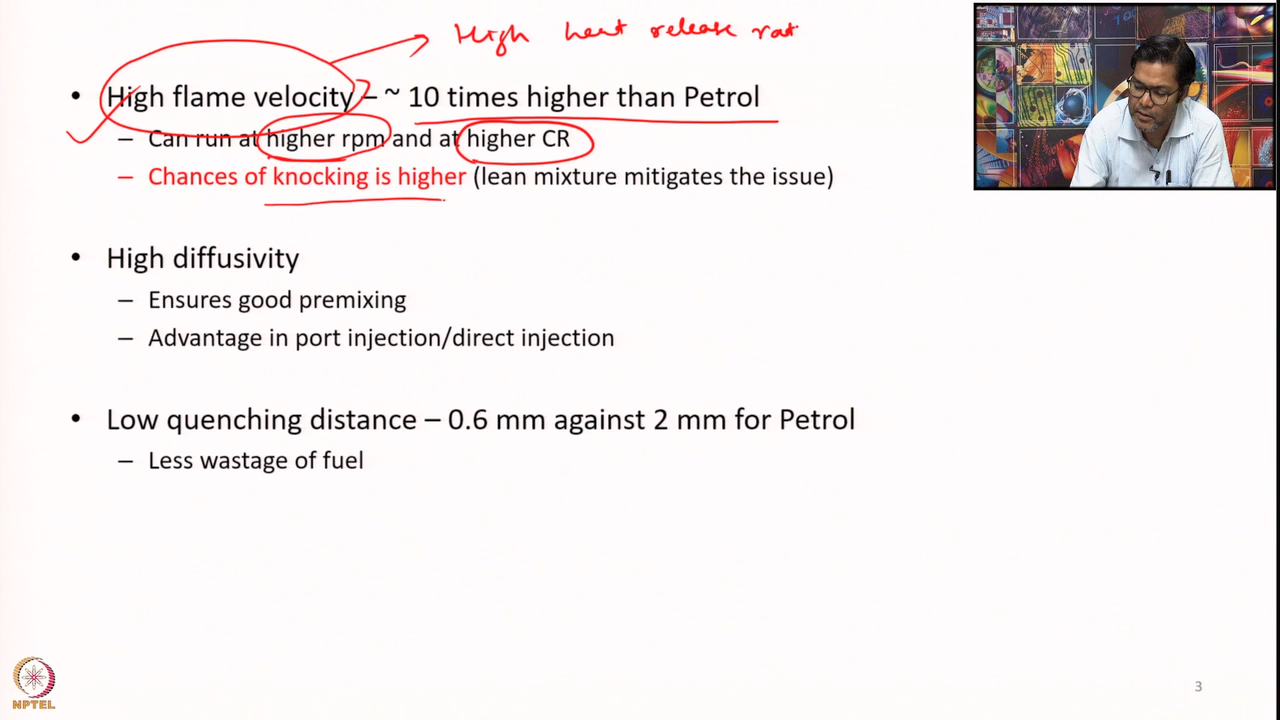 High heat release rat
• High flame velocity – ~ 10 times higher than Petrol
– Can run at higher rpm and at higher CR
– Chances of knocking is higher (lean mixture mitigates the issue)
• High diffusivity
– Ensures good premixing
– Advantage in port injection/direct injection
• Low quenching distance – 0.6 mm against 2 mm for Petrol
– Less wastage of fuel
NPTEL
3